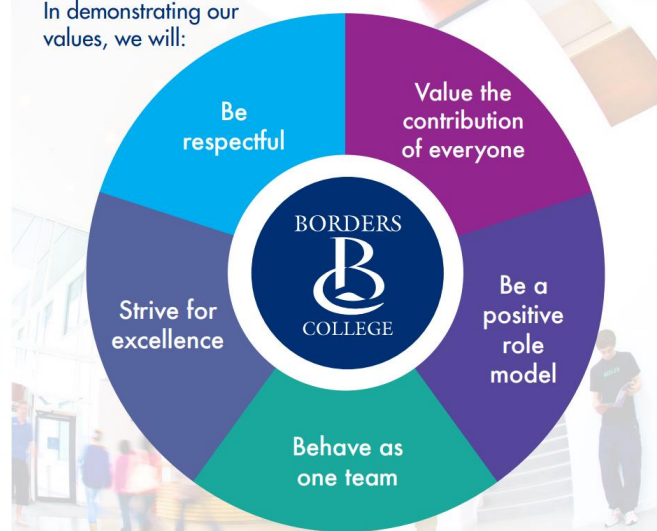 In demonstrating our
values, we will:
Be
respectful
Value the
contribution
of everyone
Strive for
excellence
BORDERS
B
COLLEGE
Be a
positive
role
model
Behave as
one team